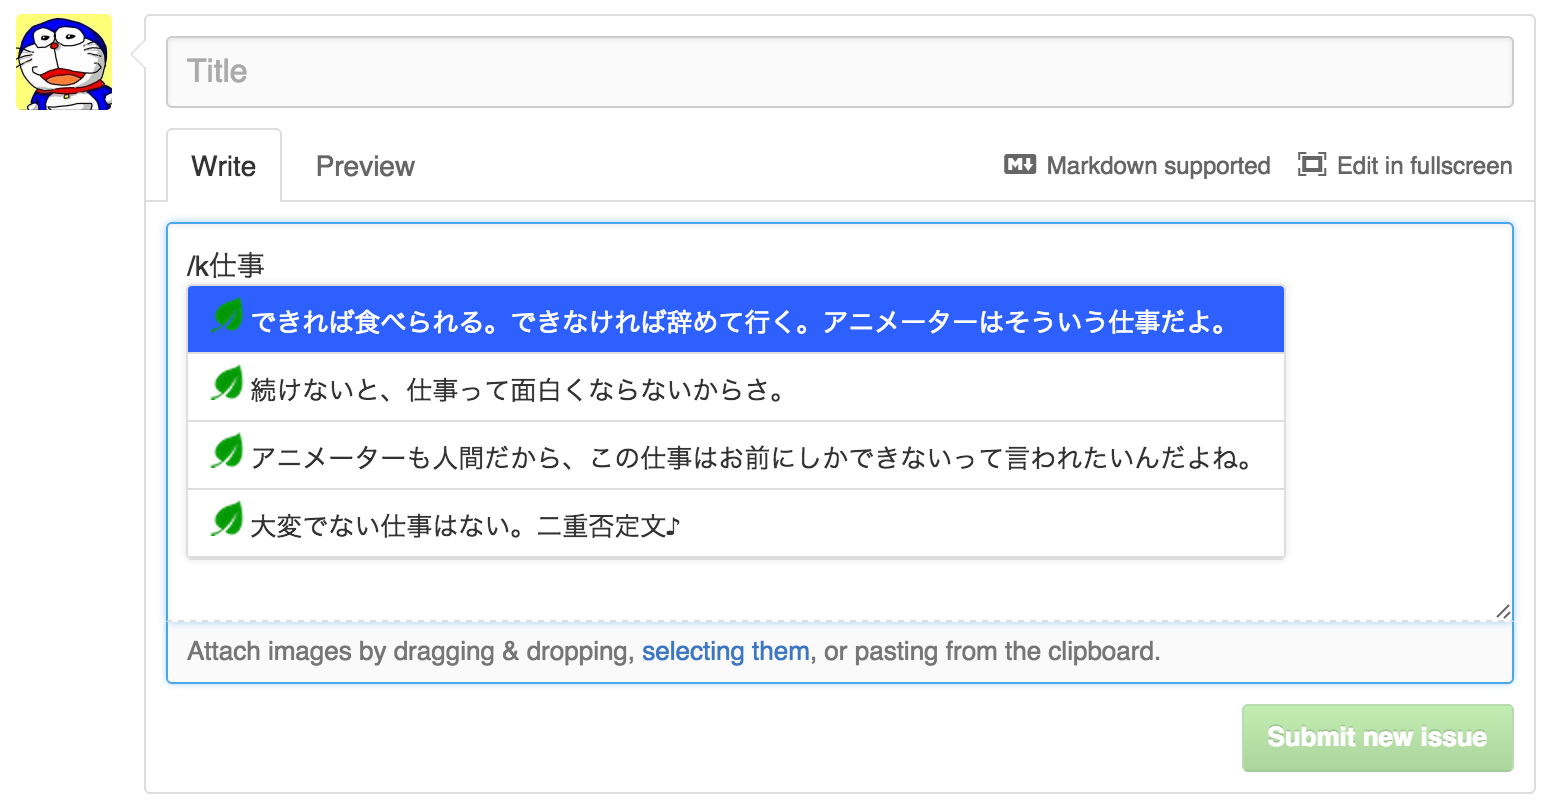 Title
Write Preview Markdown supported Edit in fullscreen
/k仕事
できれば食べられる。できなければ辞めて行く。アニメーターはそういう仕事だよ。
続けないと、仕事って面白くならないからさ。
アニメーターも人間だから、この仕事はお前にしかできないって言われたいんだよね。
大変でない仕事はない。二重否定文♪
Attach images by dragging & dropping, selecting them, or pasting from the clipboard.
Submit new issue